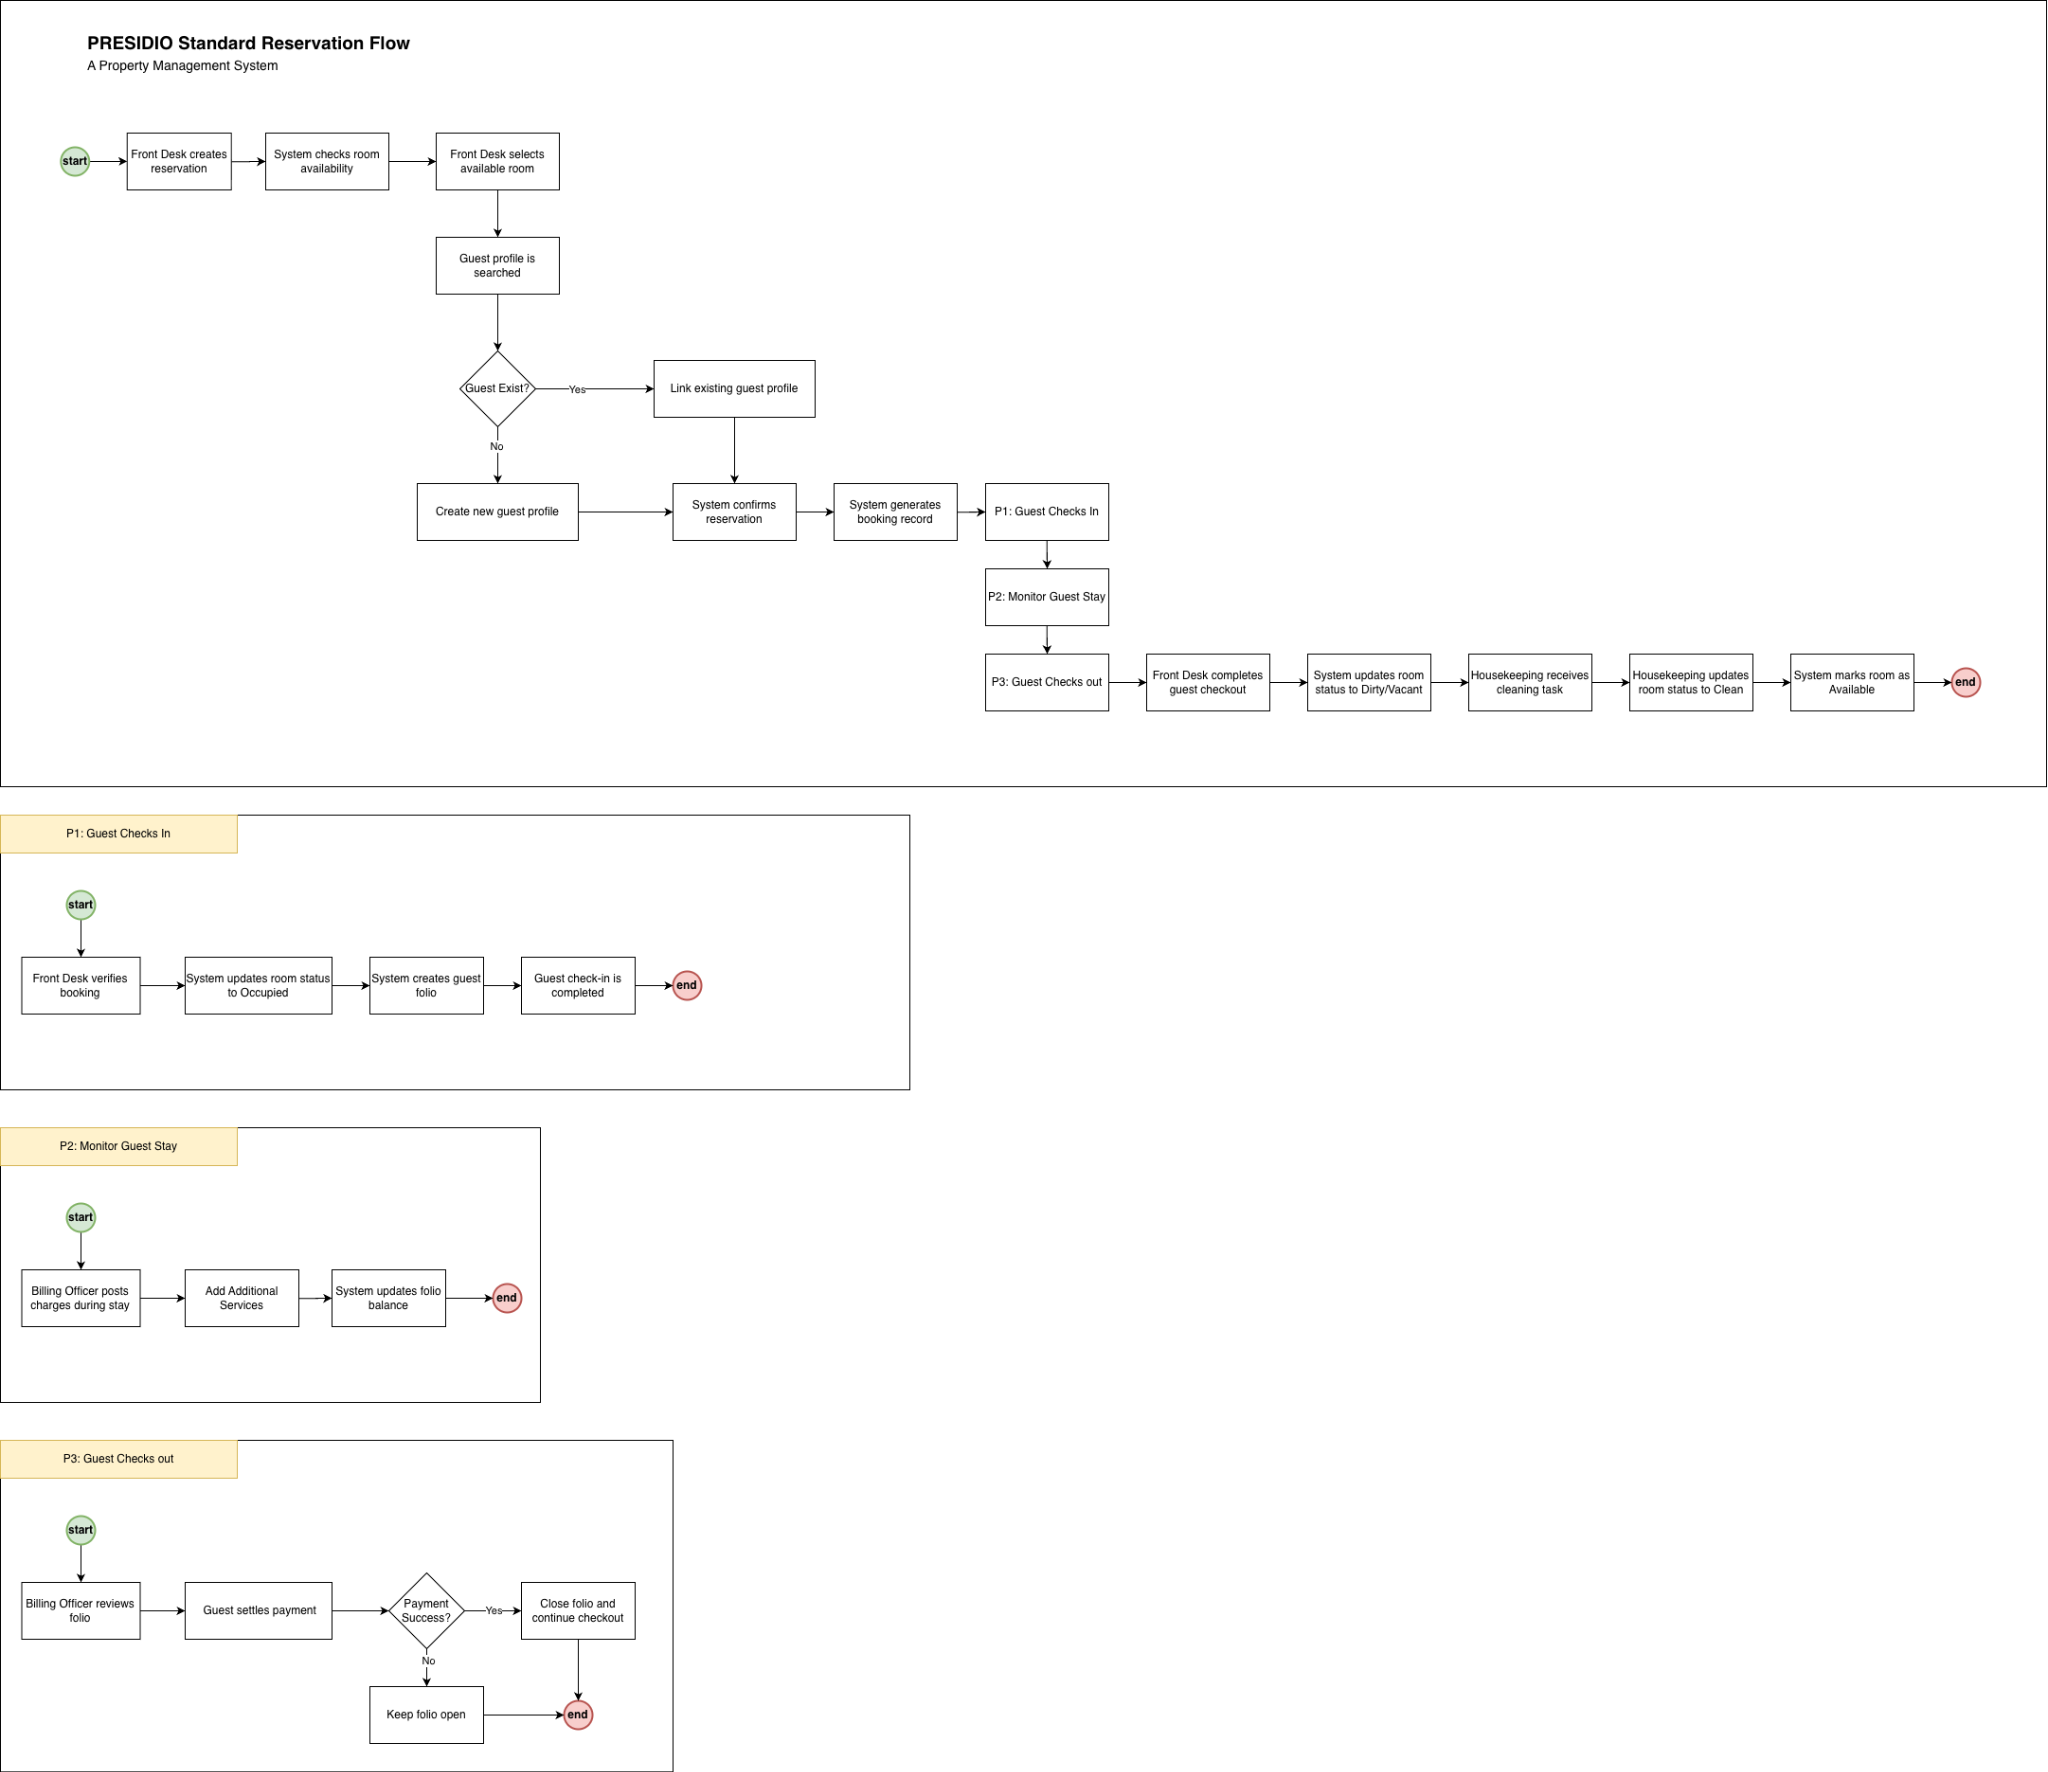 PRESIDIO Standard Reservation Flow
A Property Management System
start
Front Desk creates
reservation
System checks room
availability
Front Desk selects
available room
Guest profile is
searched
Guest Exist?
Yes
Link existing guest profile
No
Create new guest profile
System confirms
reservation
System generates
booking record
P1: Guest Checks In
P2: Monitor Guest Stay
P3: Guest Checks out
Front Desk completes
guest checkout
System updates room
status to Dirty/Vacant
Housekeeping receives
cleaning task
Housekeeping updates
room status to Clean
System marks room as
Available
end
P1: Guest Checks In
start
Front Desk verifies
booking
System updates room status
to Occupied
System creates guest
folio
Guest check-in is
completed
end
P2: Monitor Guest Stay
start
Billing Officer posts
charges during stay
Add Additional
Services
System updates folio
balance
end
P3: Guest Checks out
start
Billing Officer reviews
folio
Guest settles payment
Payment
Success?
Yes
Close folio and
continue checkout
No
Keep folio open
end